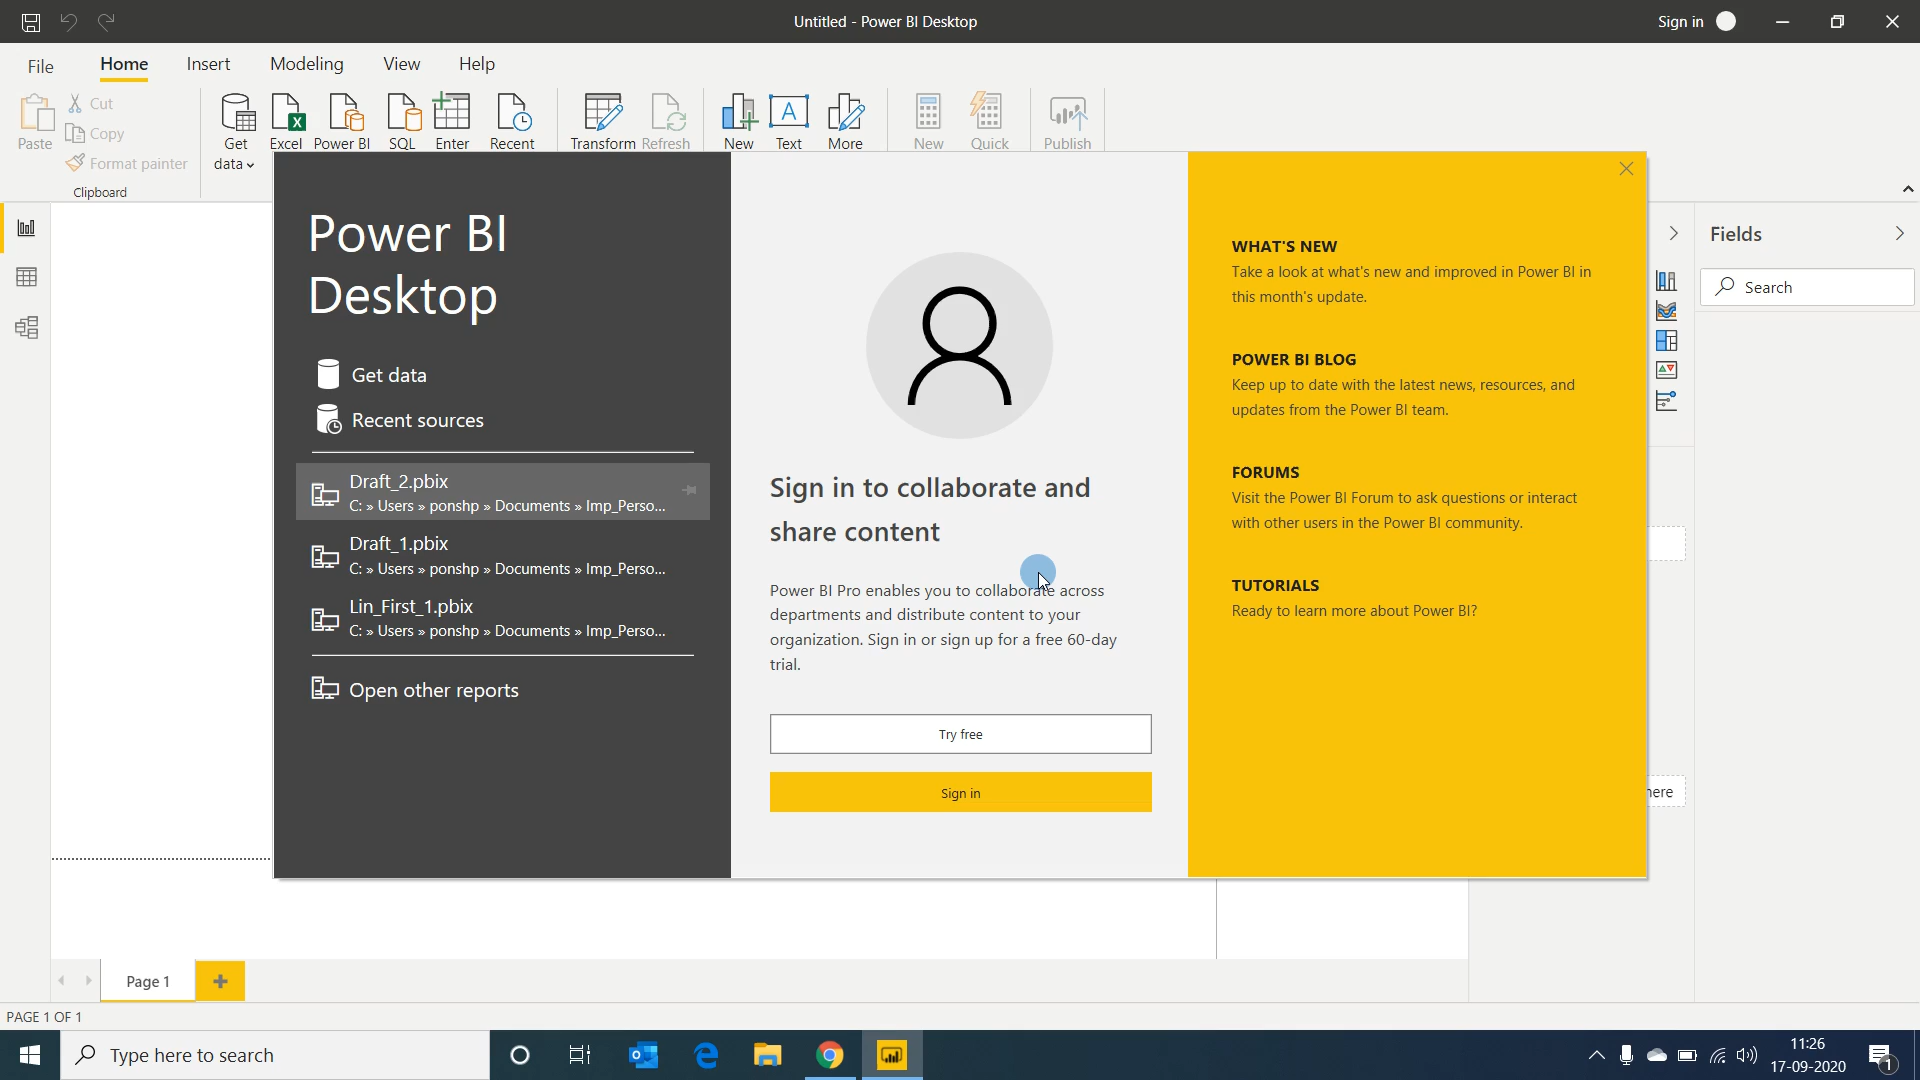 Untitled - Power BI Desktop
Sign in
File
Home
Insert
Modeling
View
Help
Paste
Cut
Copy
Format painter
Clipboard
Get
data
Excel
Power BI
SQL
Enter
Recent
Transform
Refresh
New
Text
More
New
Quick
Publish
Power BI
Desktop
Get data
Recent sources
Draft_2.pbix
C: » Users » ponshp » Documents » Imp_Perso...
Draft_1.pbix
C: » Users » ponshp » Documents » Imp_Perso...
Lin_First_1.pbix
C: » Users » ponshp » Documents » Imp_Perso...
Open other reports
Sign in to collaborate and
share content
Power BI Pro enables you to collaborate across
departments and distribute content to your
organization. Sign in or sign up for a free 60-day
trial.
Try free
Sign in
WHAT'S NEW
Take a look at what's new and improved in Power BI in
this month's update.
POWER BI BLOG
Keep up to date with the latest news, resources, and
updates from the Power BI team.
FORUMS
Visit the Power BI Forum to ask questions or interact
with other users in the Power BI community.
TUTORIALS
Ready to learn more about Power BI?
Fields
Search
here
Page 1
PAGE 1 OF 1
Type here to search
11:26
17-09-2020
1